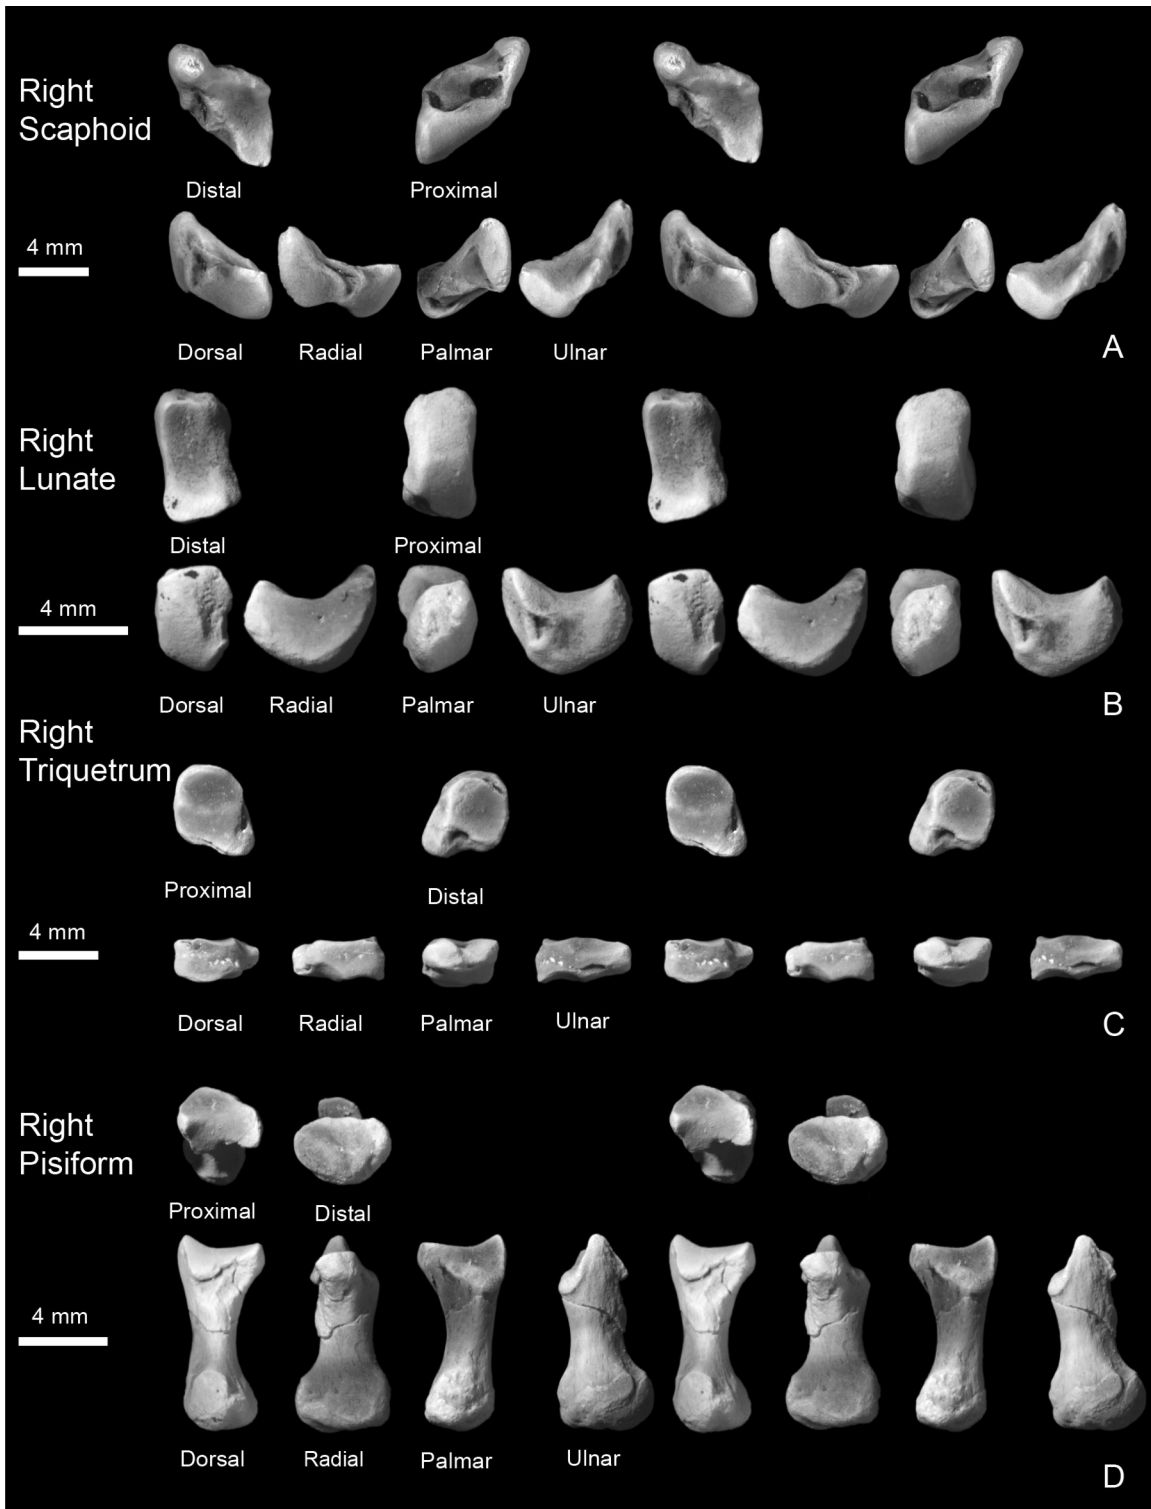 Right
Scaphoid
Distal
Proximal
4 mm
Dorsal
Radial
Palmar
Ulnar
A
Right
Lunate
Distal
Proximal
4 mm
Dorsal
Radial
Palmar
Ulnar
B
Right
Triquetrum
Proximal
Distal
4 mm
Dorsal
Radial
Palmar
Ulnar
C
Right
Pisiform
Proximal
Distal
4 mm
Dorsal
Radial
Palmar
Ulnar
D